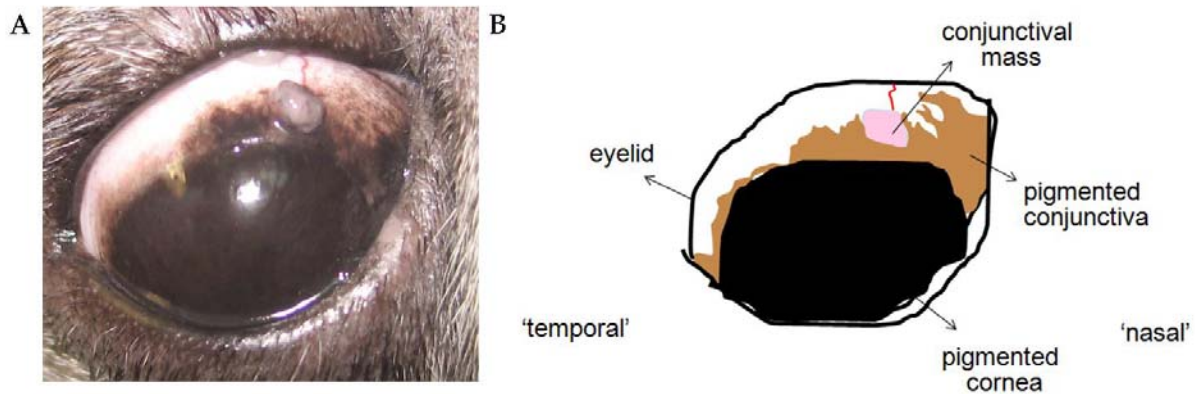 A
B
conjunctival
mass
eyelid
pigmented
conjunctiva
'temporal'
'nasal'
pigmented
cornea